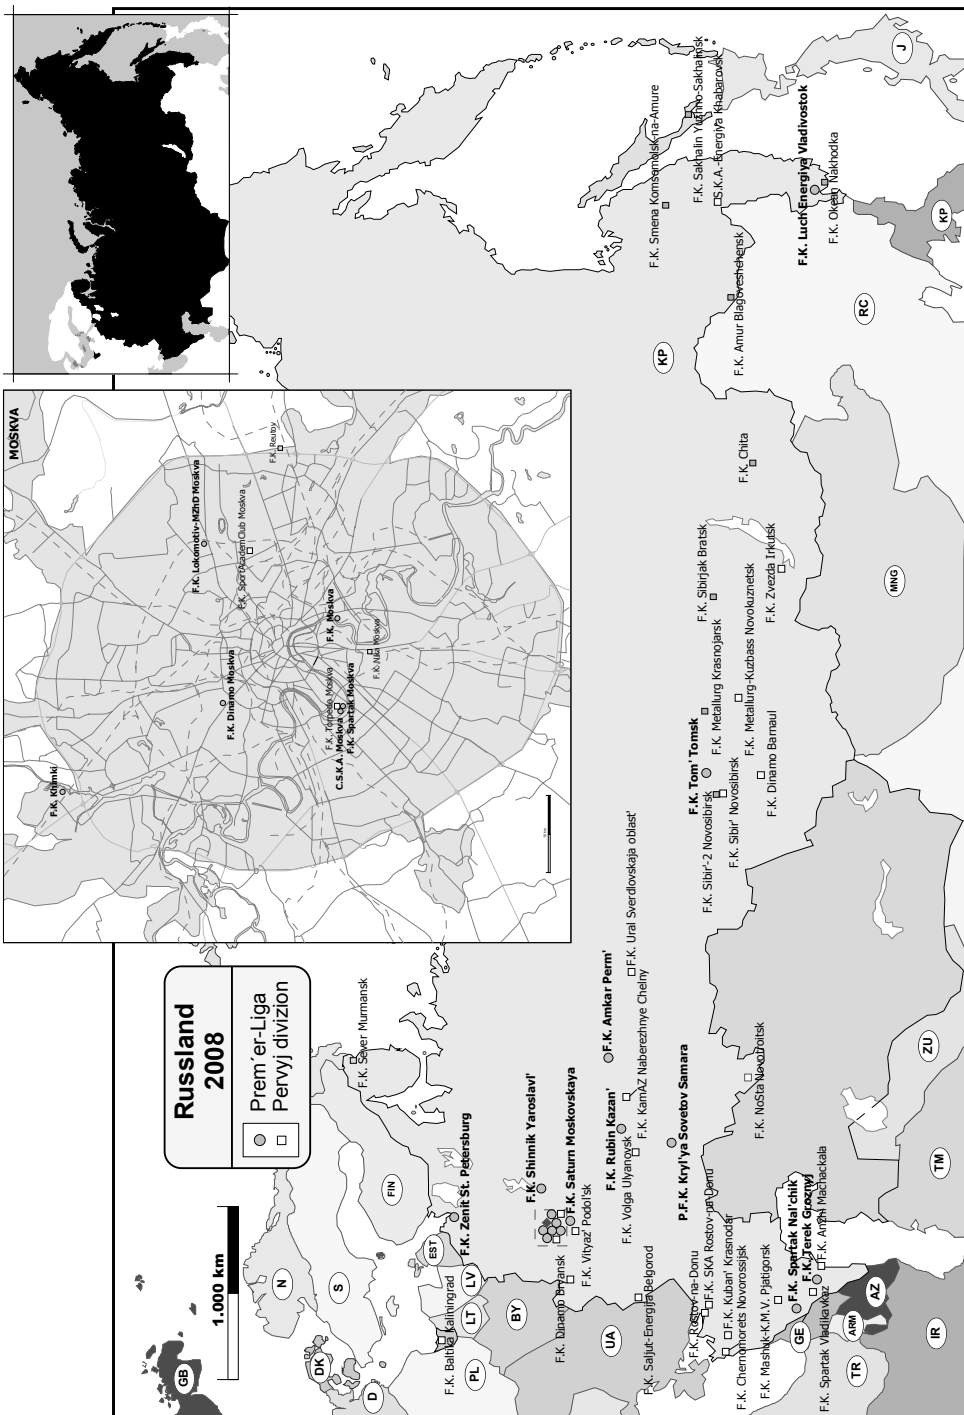 Russland
2008
Prem´er-Liga
Pervyj divizion
1.000 km
MOSKVA
F.K. Khimki
F.K. Lokomotiv-MZhD Moskva
F.K. SportAcademClub Moskva
F.K. Reutov
F.K. Dinamo Moskva
F.K. Moskva
F.K. Nika Moskva
F.K. Torpedo Moskva
C.S.K.A. Moskva
F.K. Spartak Moskva
F.K. Sever Murmansk
F.K. Zenit St. Petersburg
F.K. Baltika Kaliningrad
F.K. Shinnik Yaroslavl'
F.K. Saturn Moskovskaya
F.K. Vityaz' Podol'sk
F.K. Dinamo Bryansk
F.K. Rubin Kazan'
F.K. Amkar Perm'
F.K. Ural Sverdlovskaja oblast'
F.K. KamAZ Naberezhnye Chelny
F.K. Volga Ulyanovsk
F.K. Saljut-Energija Belgorod
P.F.K. Kryl'ya Sovetov Samara
F.K. Rostov-na-Donu
F.K. SKA Rostov-na-Donu
F.K. Kuban' Krasnodar
F.K. Chernomorets Novorossijsk
F.K. Mashuk-K.M.V. Pjatigorsk
F.K. NoSta Novotroitsk
F.K. Spartak Nal'chik
F.K. Terek Groznyj
F.K. Anzhi Machackala
F.K. Spartak Vladikavkaz
F.K. Tom' Tomsk
F.K. Sibir'-2 Novosibirsk
F.K. Sibir' Novosibirsk
F.K. Metallurg Krasnojarsk
F.K. Metallurg-Kuzbass Novokuznetsk
F.K. Dinamo Barnaul
F.K. Sibirjak Bratsk
F.K. Zvezda Irkutsk
F.K. Chita
F.K. Amur Blagoveshchensk
F.K. Smena Komsomolsk-na-Amure
F.K. Sakhalin Yuzhno-Sakhalinsk
S.K.A.-Energiya Khabarovsk
F.K. Luch-Energiya Vladivostok
F.K. Okean Nakhodka
GB
N
S
FIN
DK
D
EST
LV
LT
PL
BY
UA
GE
ARM
AZ
TR
IR
TM
ZU
MNG
RC
KP
KP
J